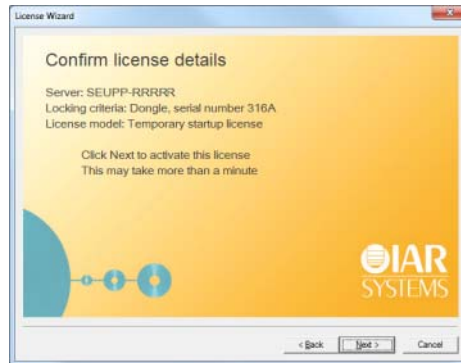 License Wizard
Confirm license details
Server: SEUPP-RRRRR
Locking criteria: Dongle, serial number 316A
License model: Temporary startup license
Click Next to activate this license
This may take more than a minute
IAR
SYSTEMS
< Back
Next >
Cancel